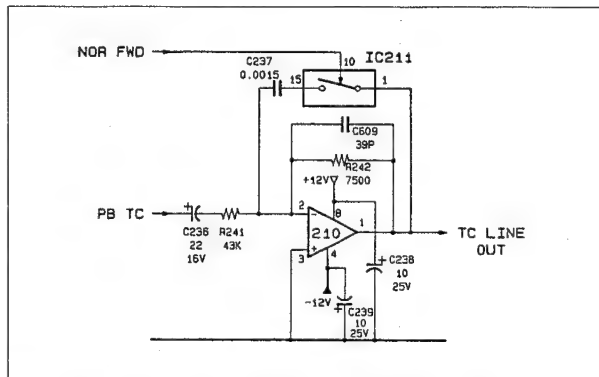 NOR FWD
C237
0.0015
15
10
IC211
1
C609
39P
R242
7500
+12V
8
PB TC
+
C236
22
16V
R241
43K
2
-
210
+
3
4
1
TC LINE
OUT
+
C238
10
25V
-12V
+
C239
10
25V